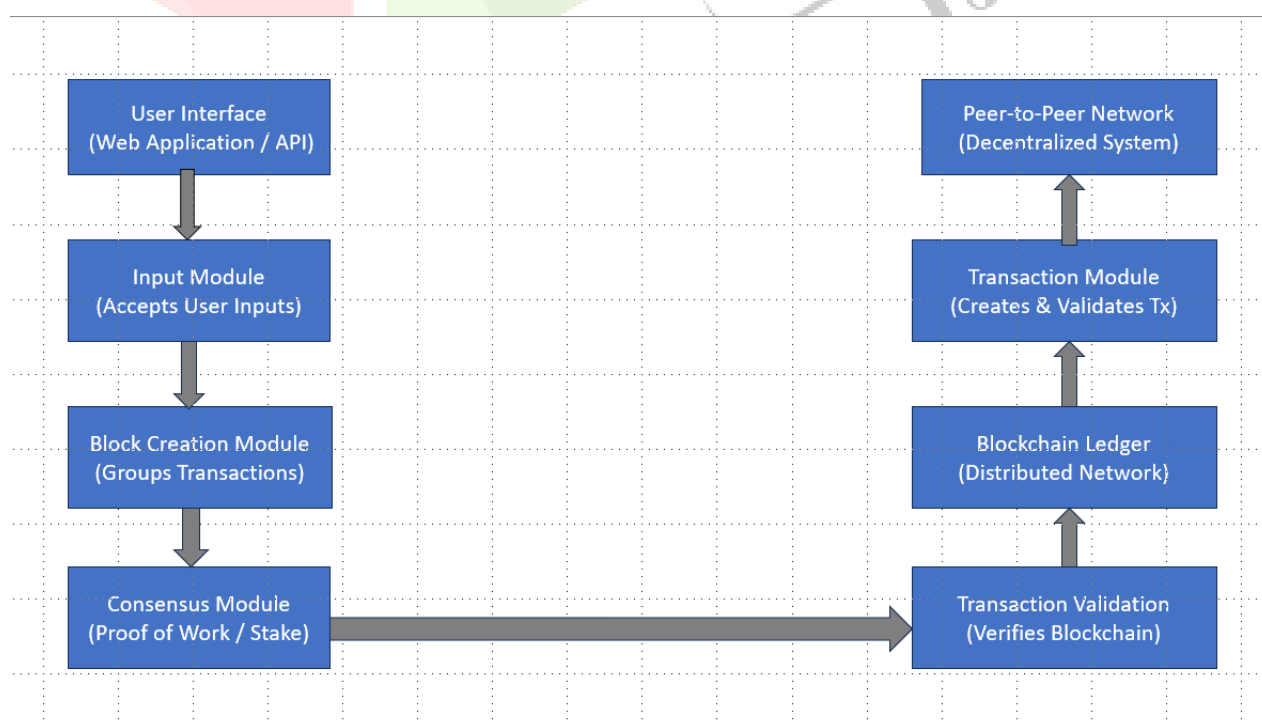 User Interface
(Web Application / API)
Input Module
(Accepts User Inputs)
Block Creation Module
(Groups Transactions)
Consensus Module
(Proof of Work / Stake)
Peer-to-Peer Network
(Decentralized System)
Transaction Module
(Creates & Validates Tx)
Blockchain Ledger
(Distributed Network)
Transaction Validation
(Verifies Blockchain)